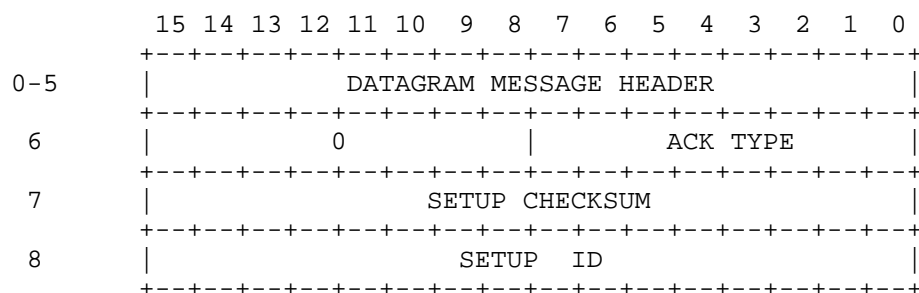 15 14 13 12 11 10 9 8 7 6 5 4 3 2 1 0
+--+--+--+--+--+--+--+--+--+--+--+--+--+--+--+--+
0-5 | DATAGRAM MESSAGE HEADER |
+--+--+--+--+--+--+--+--+--+--+--+--+--+--+--+--+
6 | 0 | ACK TYPE |
+--+--+--+--+--+--+--+--+--+--+--+--+--+--+--+--+
7 | SETUP CHECKSUM |
+--+--+--+--+--+--+--+--+--+--+--+--+--+--+--+--+
8 | SETUP ID |
+--+--+--+--+--+--+--+--+--+--+--+--+--+--+--+--+